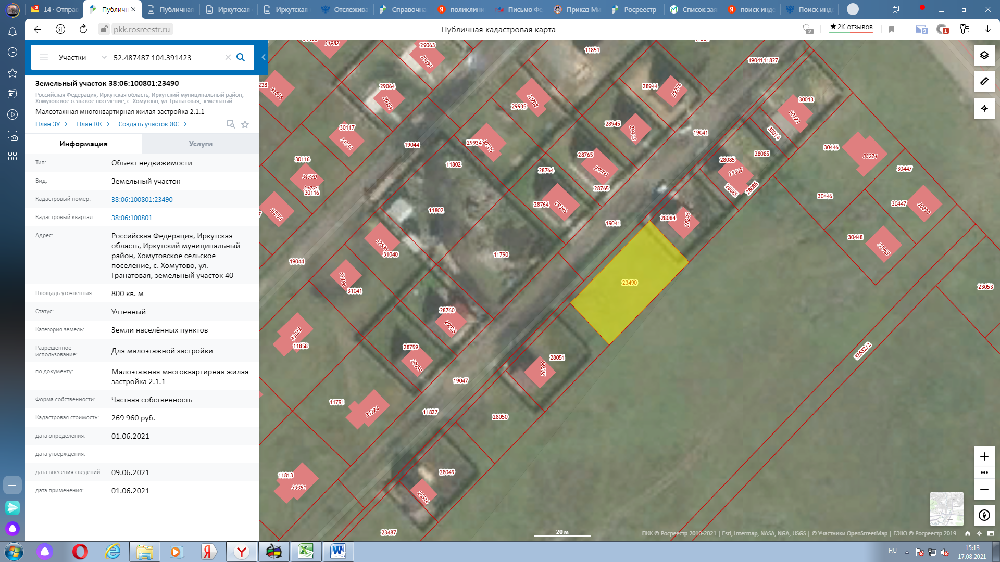 14 · Отпра
Публичн
Публичная
Иркутская
Иркутская
Отслежива
Справочна
поликлини
Письмо Фе
Приказ Ми
Росреестр
Список зая
поиск инде
Поиск инде
pkk.rosreestr.ru
Публичная кадастровая карта
2К отзывов
2
9
1
Участки
52.487487 104.391423
Земельный участок 38:06:100801:23490
Российская Федерация, Иркутская область, Иркутский муниципальный район,
Хомутовское сельское поселение, с. Хомутово, ул. Гранатовая, земельный...
Малоэтажная многоквартирная жилая застройка 2.1.1
План ЗУ →
План КК →
Создать участок ЖС →
Информация
Услуги
Тип:
Объект недвижимости
Вид:
Земельный участок
Кадастровый номер:
38:06:100801:23490
Кадастровый квартал:
38:06:100801
Адрес:
Российская Федерация, Иркутская
область, Иркутский муниципальный
район, Хомутовское сельское
поселение, с. Хомутово, ул.
Гранатовая, земельный участок 40
Площадь уточненная:
800 кв. м
Статус:
Учтенный
Категория земель:
Земли населённых пунктов
Разрешенное
использование:
Для малоэтажной застройки
по документу:
Малоэтажная многоквартирная жилая
застройка 2.1.1
Форма собственности:
Частная собственность
Кадастровая стоимость:
269 960 руб.
дата определения:
01.06.2021
дата утверждения:
-
дата внесения сведений:
09.06.2021
дата применения:
01.06.2021
31982
29063
30495
11851
1904111827
228
31656
29064
30451
29935
30708
28944
29776
30013
30124
30117
31311
19044
29934
30705
28945
29403
19041
30014
30446
33221
30116
31770
31770
30116
11802
28764
28765
29700
28765
28085
28085
29317
28085
28085
30447
30554
11802
28764
29395
30446
30447
30899
19041
28084
28245
30448
30985
32531
31040
11790
19044
32196
31041
23490
23053
28760
29025
33022
11858
28759
29059
28051
28599
32682/2
19047
11791
33224
11827
28050
11813
33381
28049
28316
23487
20 м
ПКК © Росреестр 2010-2021 | Esri, Intermap, NASA, NGA, USGS | © Участники OpenStreetMap | ЕЭКО © Росреестр 2019
RU
15:13
17.08.2021